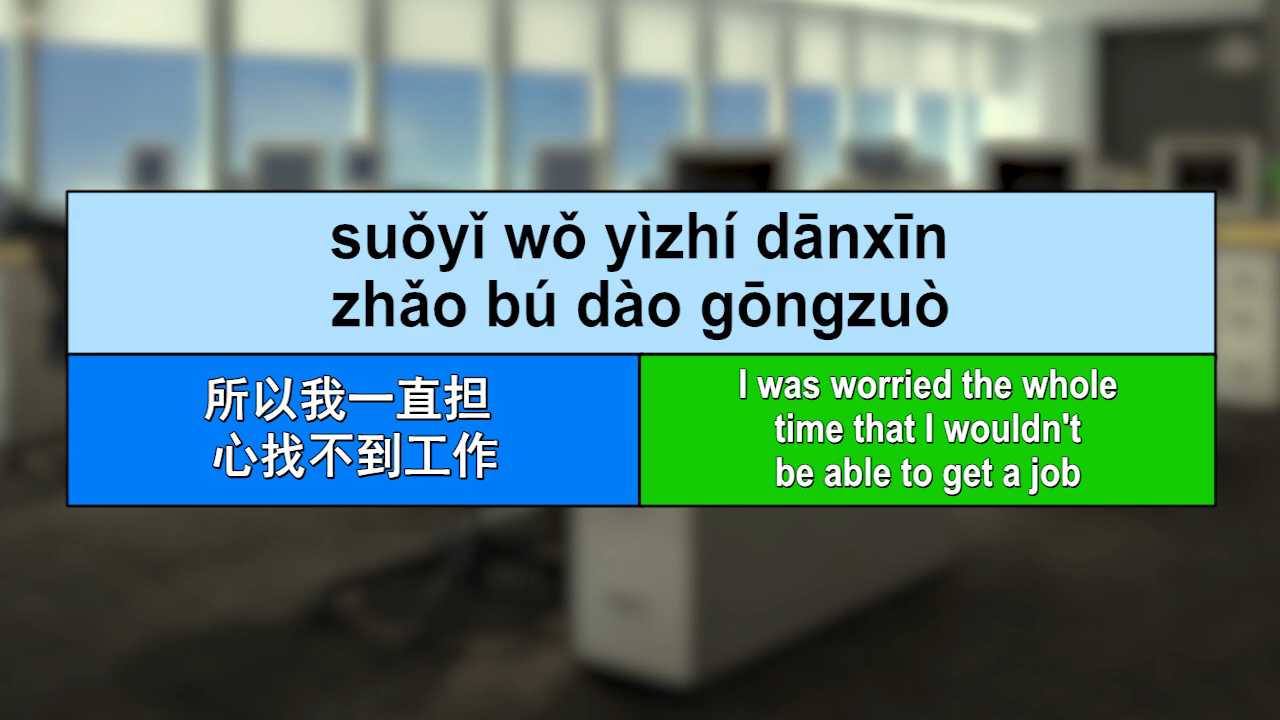 suǒyǐ wǒ yìzhí dānxīn
zhǎo bú dào gōngzuò
所以我一直担
心找不到工作
I was worried the whole
time that I wouldn't
be able to get a job